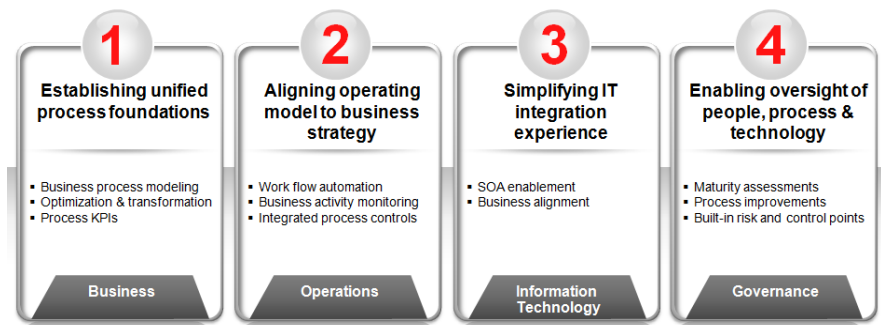 1
Establishing unified
process foundations
▪ Business process modeling
▪ Optimization & transformation
▪ Process KPIs
Business
2
Aligning operating
model to business
strategy
▪ Work flow automation
▪ Business activity monitoring
▪ Integrated process controls
Operations
3
Simplifying IT
integration
experience
▪ SOA enablement
▪ Business alignment
Information
Technology
4
Enabling oversight of
people, process &
technology
▪ Maturity assessments
▪ Process improvements
▪ Built-in risk and control points
Governance